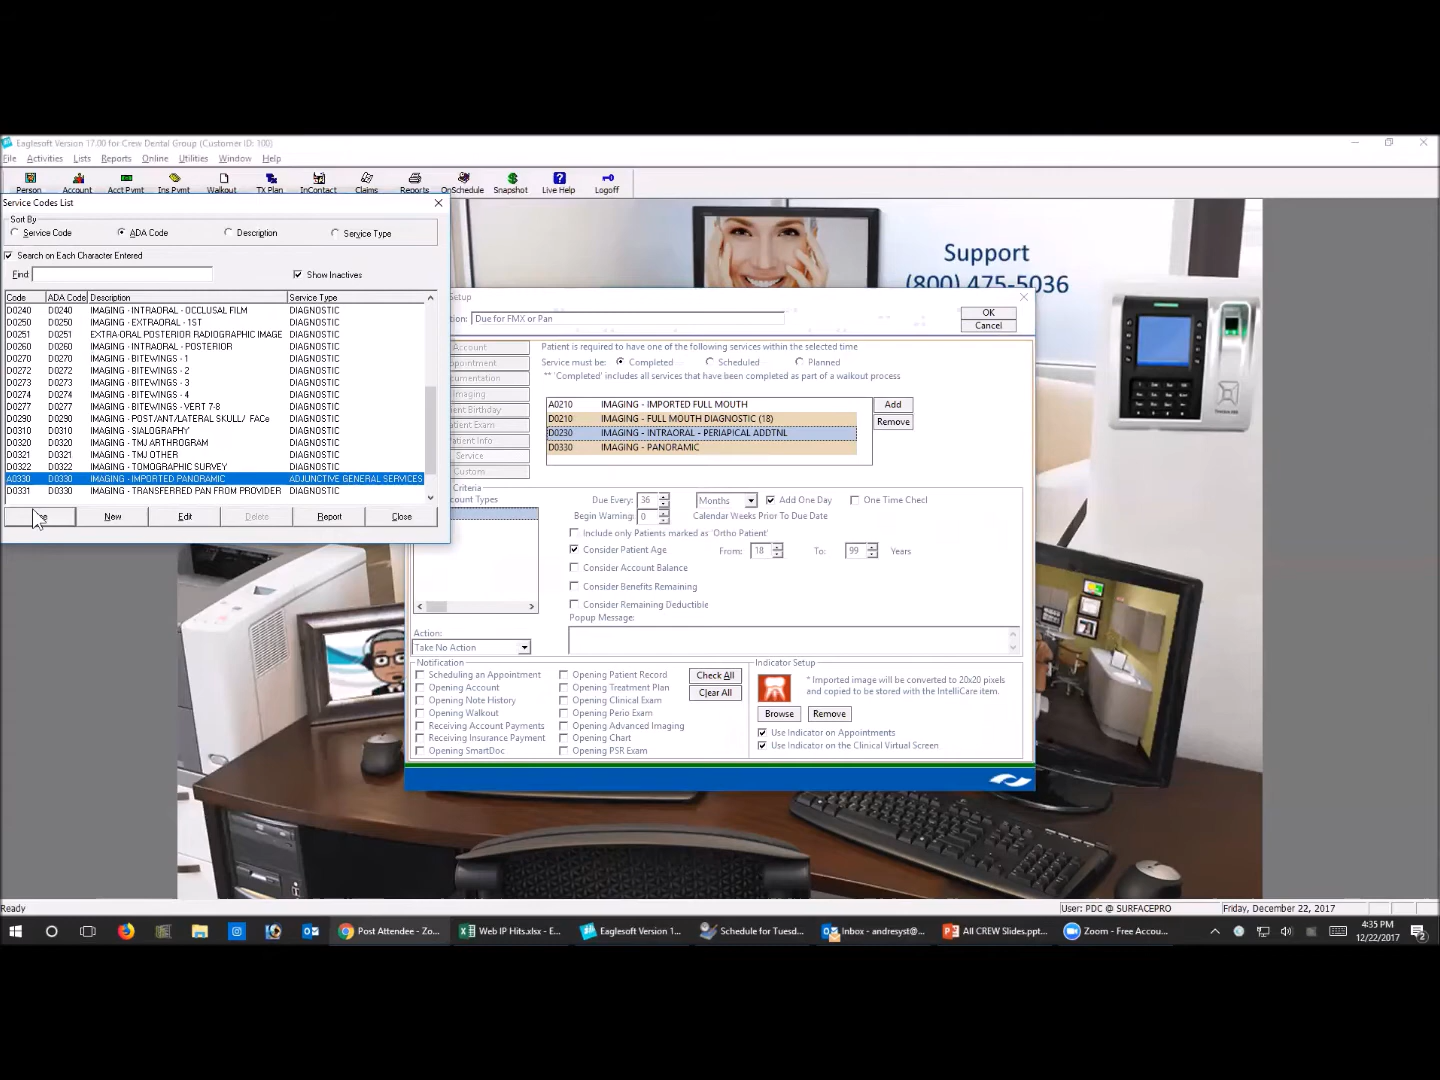 Eaglesoft Version 17.00 for Crew Dental Group (Customer ID: 100)
File Activities Lists Reports Online Utilities Window Help
Person Account Acct Pymt Ins Pymt Walkout TX Plan InContact Claims Reports OnSchedule Snapshot Live Help Logoff
Service Codes List
Sort By
Service Code ADA Code Description Service Type
Search on Each Character Entered
Find Show Inactives
Code ADA Code Description Service Type
D0240 D0240 IMAGING - INTRAORAL - OCCLUSAL FILM DIAGNOSTIC
D0250 D0250 IMAGING - EXTRAORAL - 1ST DIAGNOSTIC
D0251 D0251 EXTRA-ORAL POSTERIOR RADIOGRAPHIC IMAGE DIAGNOSTIC
D0260 D0260 IMAGING - INTRAORAL - POSTERIOR DIAGNOSTIC
D0270 D0270 IMAGING - BITEWINGS - 1 DIAGNOSTIC
D0272 D0272 IMAGING - BITEWINGS - 2 DIAGNOSTIC
D0273 D0273 IMAGING - BITEWINGS - 3 DIAGNOSTIC
D0274 D0274 IMAGING - BITEWINGS - 4 DIAGNOSTIC
D0277 D0277 IMAGING - BITEWINGS - VERT 7-8 DIAGNOSTIC
D0290 D0290 IMAGING - POST/ANT/LATERAL SKULL/ FACe DIAGNOSTIC
D0310 D0310 IMAGING - SIALOGRAPHY DIAGNOSTIC
D0320 D0320 IMAGING - TMJ ARTHROGRAM DIAGNOSTIC
D0321 D0321 IMAGING - TMJ OTHER DIAGNOSTIC
D0322 D0322 IMAGING - TOMOGRAPHIC SURVEY DIAGNOSTIC
A0330 D0330 IMAGING - IMPORTED PANORAMIC ADJUNCTIVE GENERAL SERVICES
D0331 D0330 IMAGING - TRANSFERRED PAN FROM PROVIDER DIAGNOSTIC
New Edit Delete Report Close
Support
(800) 475-5036
Setup
Due for FMX or Pan
OK
Cancel
Account
Patient is required to have one of the following services within the selected time
Service must be: Completed Scheduled Planned
** 'Completed' includes all services that have been completed as part of a walkout process
A0210 IMAGING - IMPORTED FULL MOUTH Add
D0210 IMAGING - FULL MOUTH DIAGNOSTIC (18)
Remove
D0230 IMAGING - INTRAORAL - PERIAPICAL ADDTNL
D0330 IMAGING - PANORAMIC
Service
Custom
Criteria
Due Every: 36 Months Add One Day One Time Checl
Begin Warning: 0 Calendar Weeks Prior To Due Date
Include only Patients marked as 'Ortho Patient'
Consider Patient Age From: 18 To: 99 Years
Consider Account Balance
Consider Benefits Remaining
Consider Remaining Deductible
Popup Message:
Action:
Take No Action
Notification
Scheduling an Appointment Opening Patient Record Check All
Opening Account Opening Treatment Plan Clear All
Opening Note History Opening Clinical Exam
Opening Walkout Opening Perio Exam
Receiving Account Payments Opening Advanced Imaging
Receiving Insurance Payment Opening Chart
Opening SmartDoc Opening PSR Exam
Indicator Setup
* Imported image will be converted to 20x20 pixels
and copied to be stored with the IntelliCare item.
Browse Remove
Use Indicator on Appointments
Use Indicator on the Clinical Virtual Screen
Ready User: PDC @ SURFACEPRO Friday, December 22, 2017
Post Attendee - Zo... Web IP Hits.xlsx - E... Eaglesoft Version 1... Schedule for Tuesd... Inbox - andresyst@... All CREW Slides.ppt... Zoom - Free Accou...
4:35 PM
12/22/2017
2